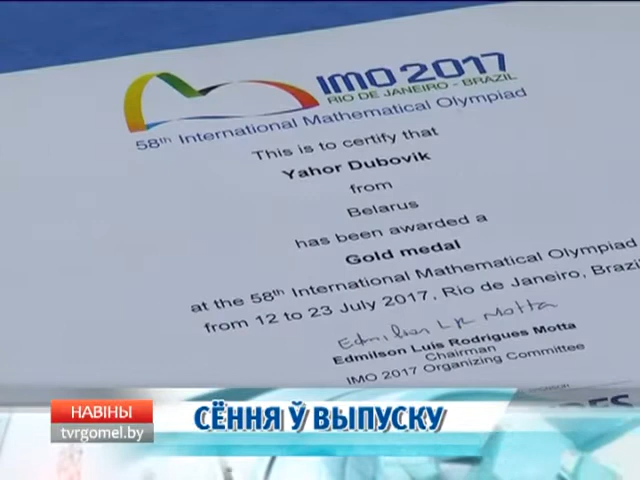 IMO 2017
RIO DE JANEIRO - BRAZIL
58th International Mathematical Olympiad
This is to certify that
Yahor Dubovik
from
Belarus
has been awarded a
Gold medal
at the 58th International Mathematical Olympiad
from 12 to 23 July 2017, Rio de Janeiro, Brazi
Edmilson Luis Rodrigues Motta
Chairman
IMO 2017 Organizing Committee
НАВІНЫ
tvrgomel.by
СЁННЯ Ў ВЫПУСКУ